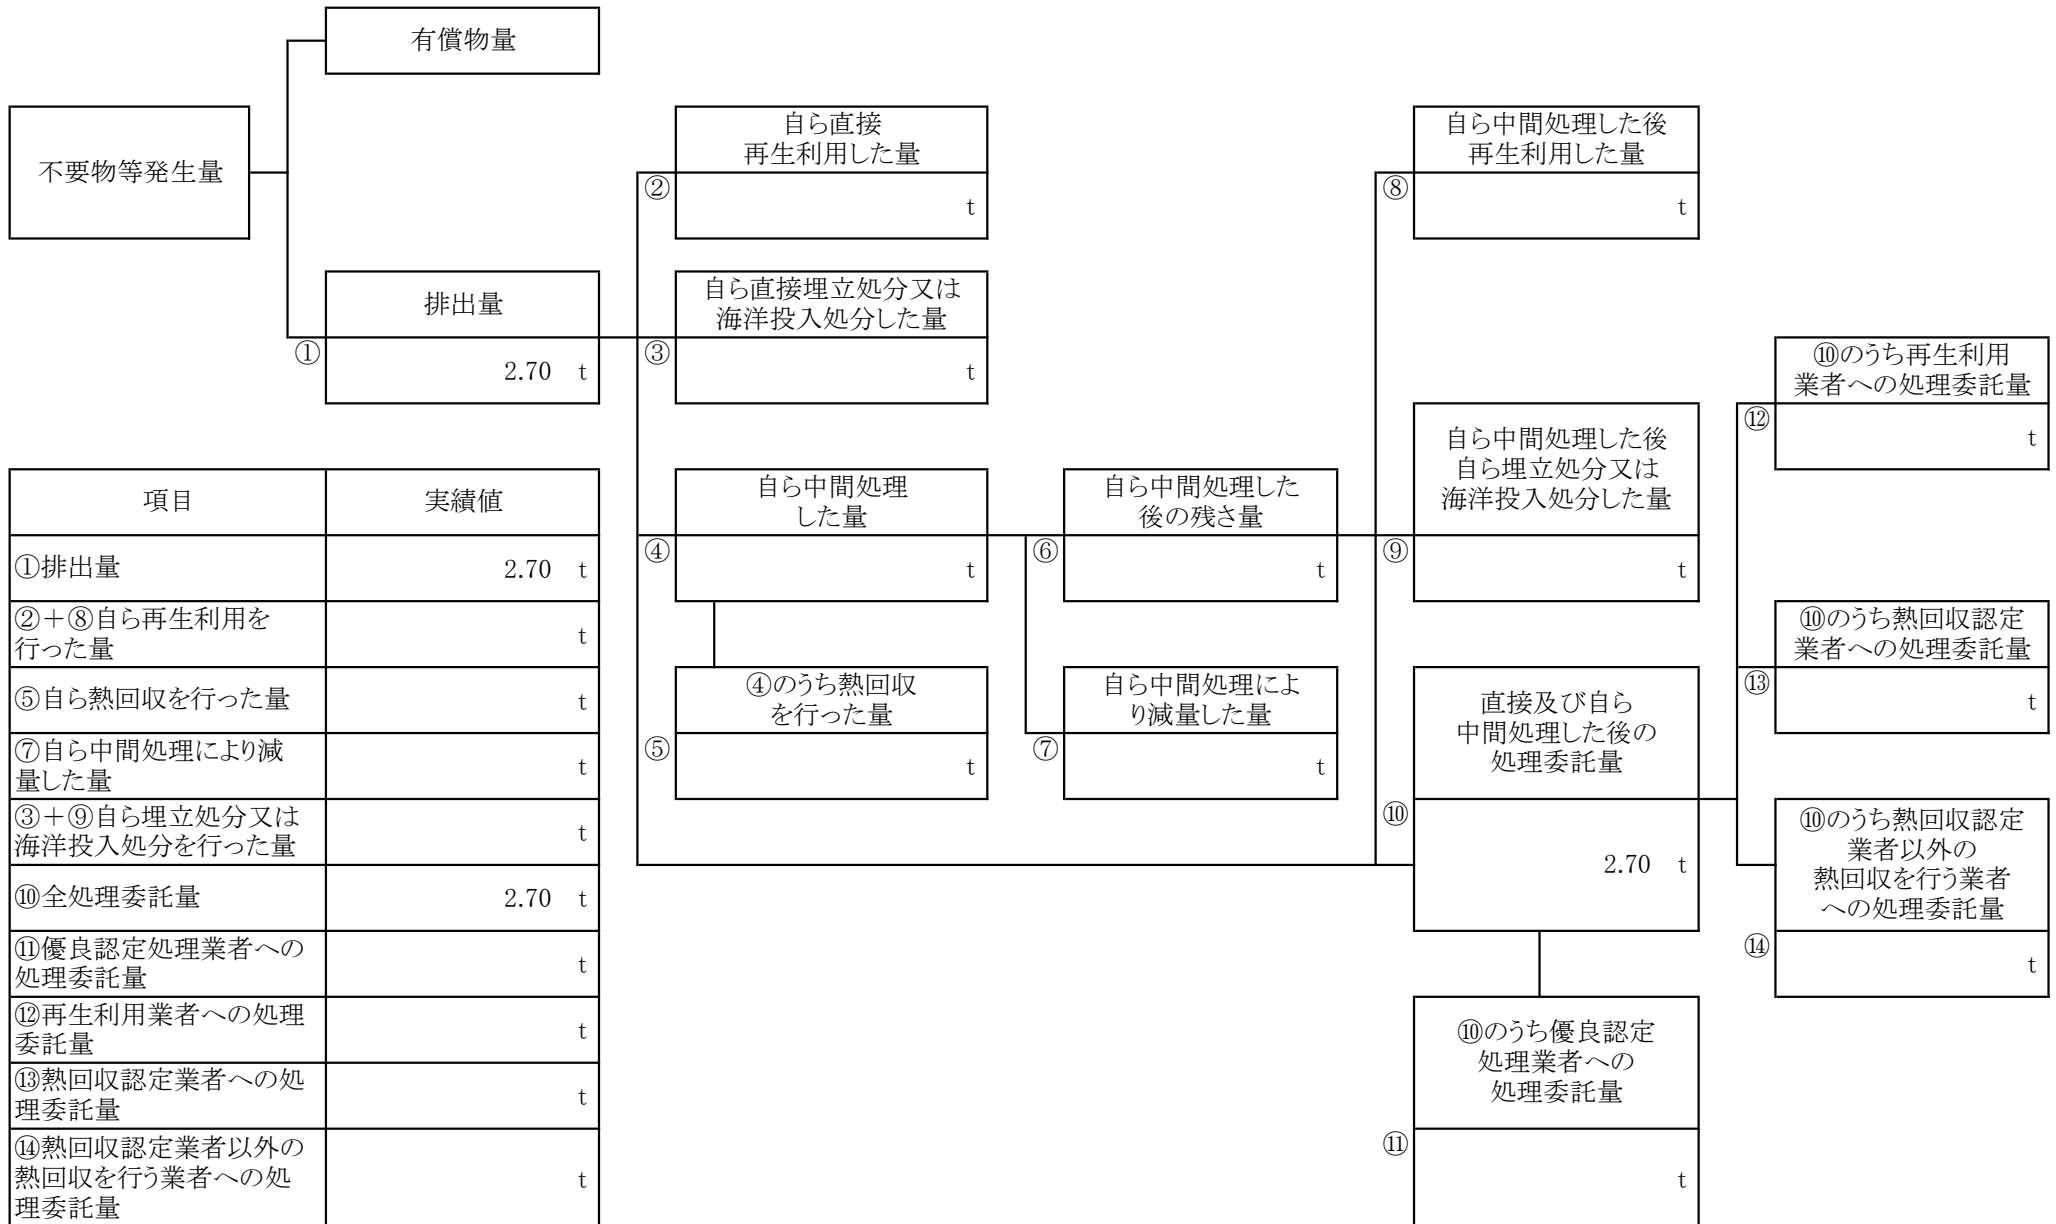 有償物量
不要物等発生量
排出量
①
2.70 t
自ら直接
再生利用した量
②
t
自ら直接埋立処分又は
海洋投入処分した量
③
t
自ら中間処理
した量
④
t
④のうち熱回収
を行った量
⑤
t
自ら中間処理した
後の残さ量
⑥
t
自ら中間処理によ
り減量した量
⑦
t
自ら中間処理した後
再生利用した量
⑧
t
自ら中間処理した後
自ら埋立処分又は
海洋投入処分した量
⑨
t
直接及び自ら
中間処理した後の
処理委託量
⑩
2.70 t
⑩のうち優良認定
処理業者への
処理委託量
⑪
t
⑩のうち再生利用
業者への処理委託量
⑫
t
⑩のうち熱回収認定
業者への処理委託量
⑬
t
⑩のうち熱回収認定
業者以外の
熱回収を行う業者
への処理委託量
⑭
t
項目 実績値
①排出量 2.70 t
②+⑧自ら再生利用を
行った量
t
⑤自ら熱回収を行った量 t
⑦自ら中間処理により減
量した量
t
③+⑨自ら埋立処分又は
海洋投入処分を行った量
t
⑩全処理委託量 2.70 t
⑪優良認定処理業者への
処理委託量
t
⑫再生利用業者への処理
委託量
t
⑬熱回収認定業者への処
理委託量
t
⑭熱回収認定業者以外の
熱回収を行う業者への処
理委託量
t